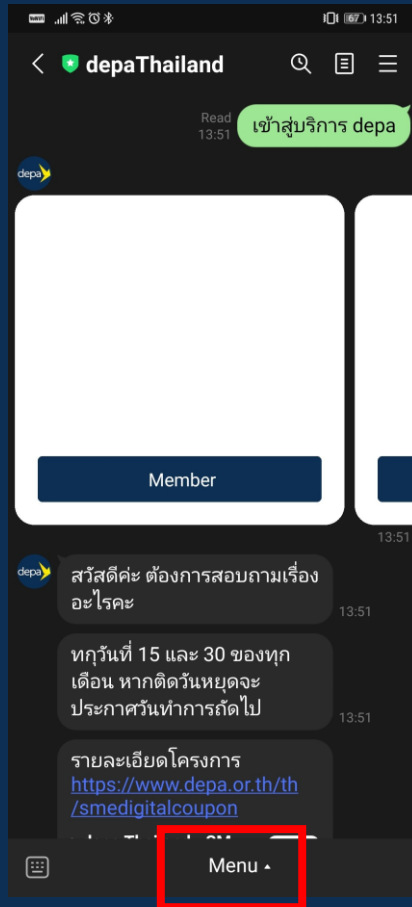 67 13:51
depaThailand
Read
13:51
เข้าสู่บริการ depa
depa
Member
13:51
depa
สวัสดีค่ะ ต้องการสอบถามเรื่อง
อะไรคะ
13:51
ทกุวันที่ 15 และ 30 ของทุก
เดือน หากติดวันหยุดจะ
ประกาศวันทำการถัดไป
13:51
รายละเอียดโครงการ
https://www.depa.or.th/th
/smedigitalcoupon
Menu